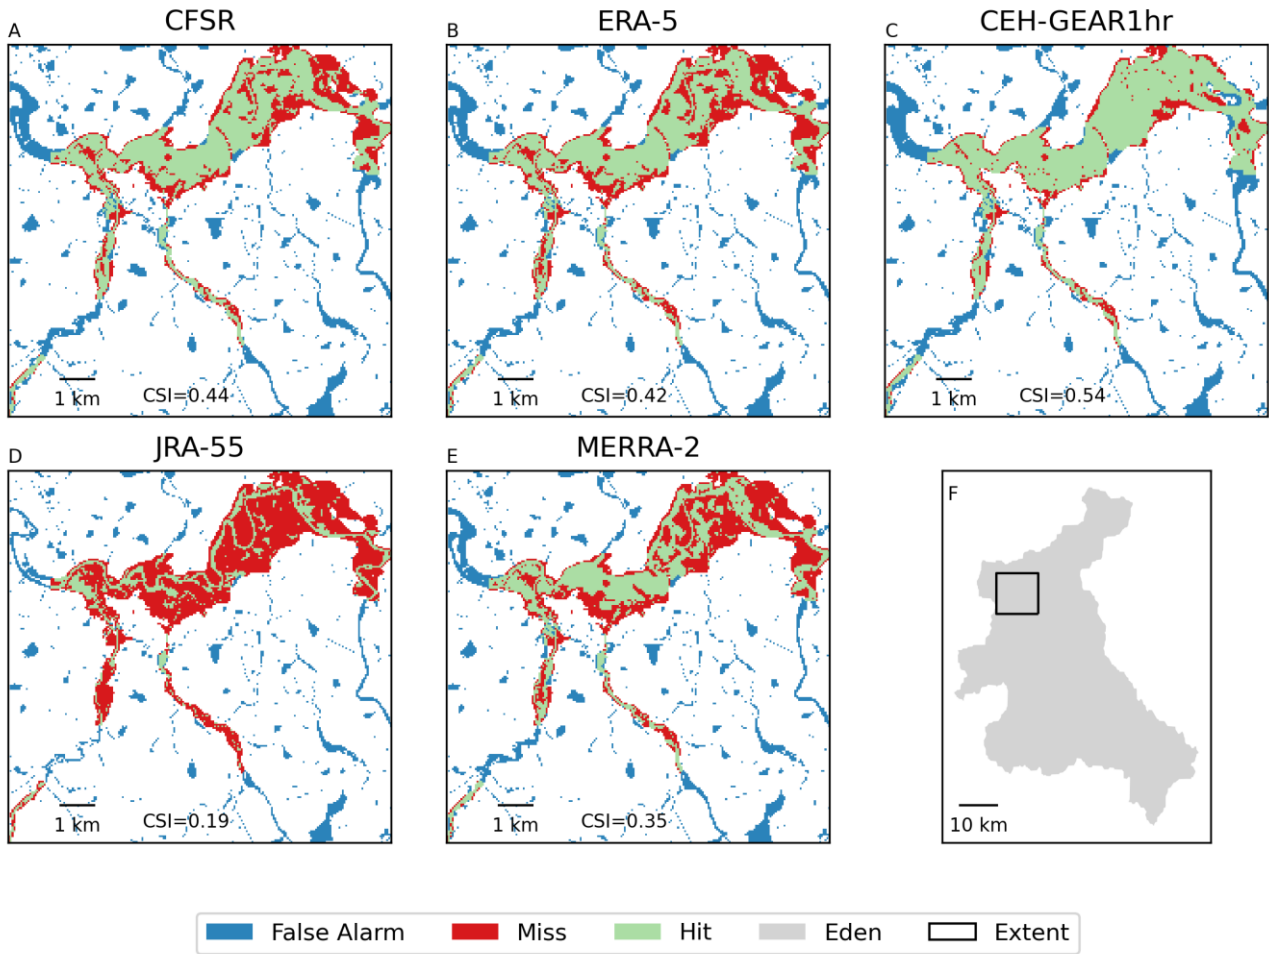 A CFSR
B ERA-5
C CEH-GEAR1hr
1 km CSI=0.44
1 km CSI=0.42
1 km CSI=0.54
D JRA-55
E MERRA-2
F
1 km CSI=0.19
1 km CSI=0.35
10 km
False Alarm Miss Hit Eden Extent